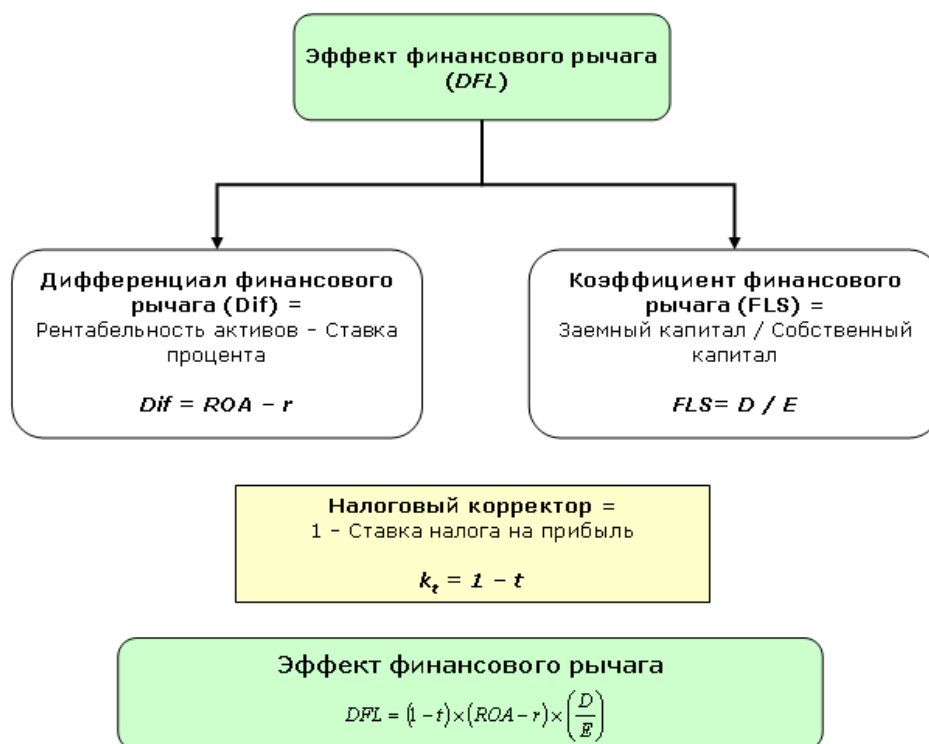 Эффект финансового рычага
(DFL)
Дифференциал финансового
рычага (Dif) =
Рентабельность активов – Ставка
процента
Dif = ROA – r
Коэффициент финансового
рычага (FLS) =
Заемный капитал / Собственный
капитал
FLS= D / E
Налоговый корректор =
1 – Ставка налога на прибыль
kt = 1 – t
Эффект финансового рычага
DFL = (1 – t) × (ROA – r) × (D/E)